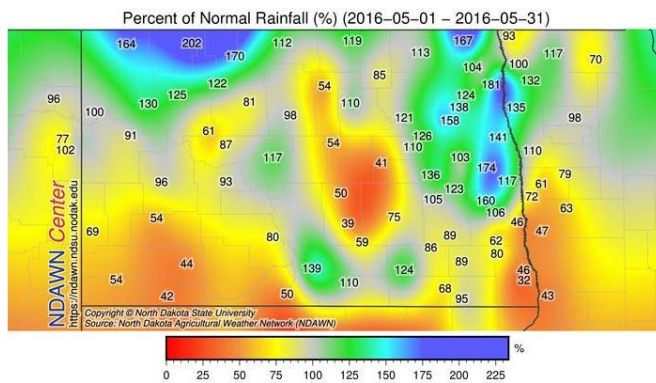 Percent of Normal Rainfall (%) (2016-05-01 - 2016-05-31)
164 202 170 112 119 113 167 93 117 70
104 100 132
85 54 181
122 125 130 81 110 124 138 135
96 100 98 121 158 98
91 61 87 54 126 110 141 110
77 102 117 41 103 174
96 93 50 136 123 117 79 61 72 63
54 39 75 105 160 106 46 47
69 80 59 86 89 62 80
44 139 124 89 46 32
54 110 68
42 50 95 43
NDAWN Center
https://ndawn.ndsu.nodak.edu
Copyright © North Dakota State University
Source: North Dakota Agricultural Weather Network (NDAWN)
%
0 25 50 75 100 125 150 175 200 225